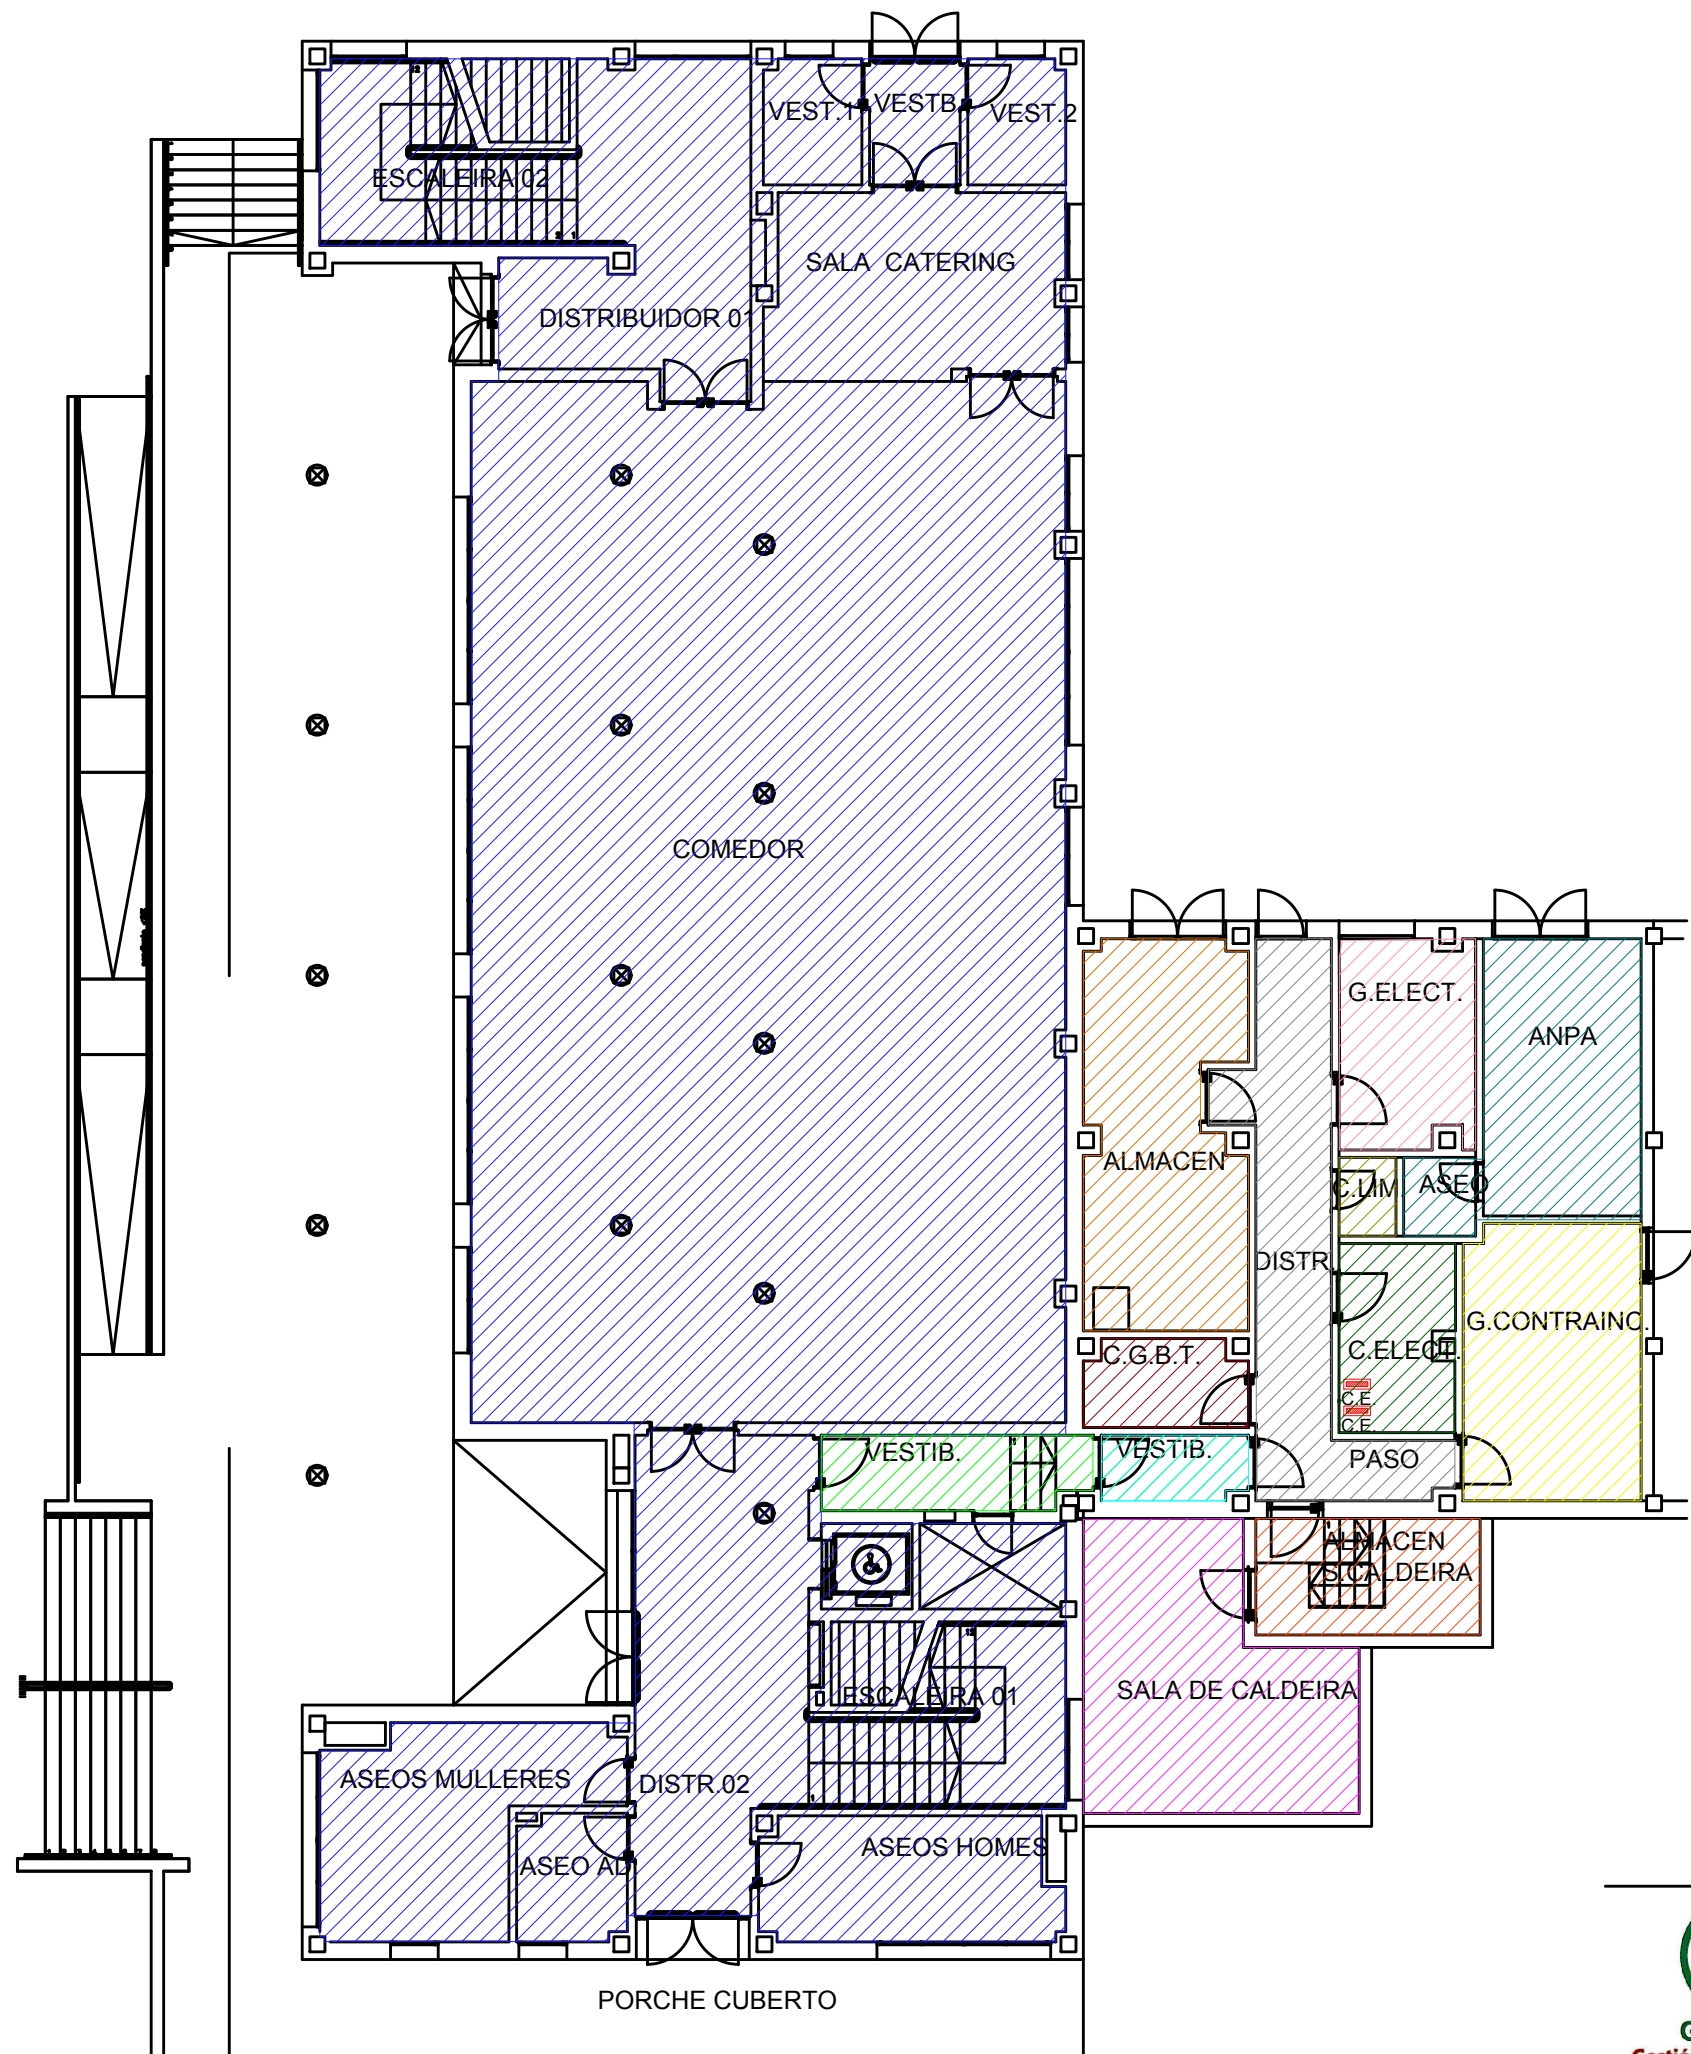 VEST.1
VESTB.
VEST.2
ESCALEIRA 02
SALA CATERING
DISTRIBUIDOR 01
COMEDOR
G.ELECT.
ANPA
ALMACEN
C.LIM.
ASEO
DISTR.
G.CONTRAINC.
C.G.B.T.
C.ELECT.
C.E.
C.E.
VESTIB.
VESTIB.
PASO
ALMACEN
S.CALDEIRA
SALA DE CALDEIRA
ESCALEIRA 01
ASEOS MULLERES
DISTR.02
ASEOS HOMES
ASEO AD
PORCHE CUBERTO